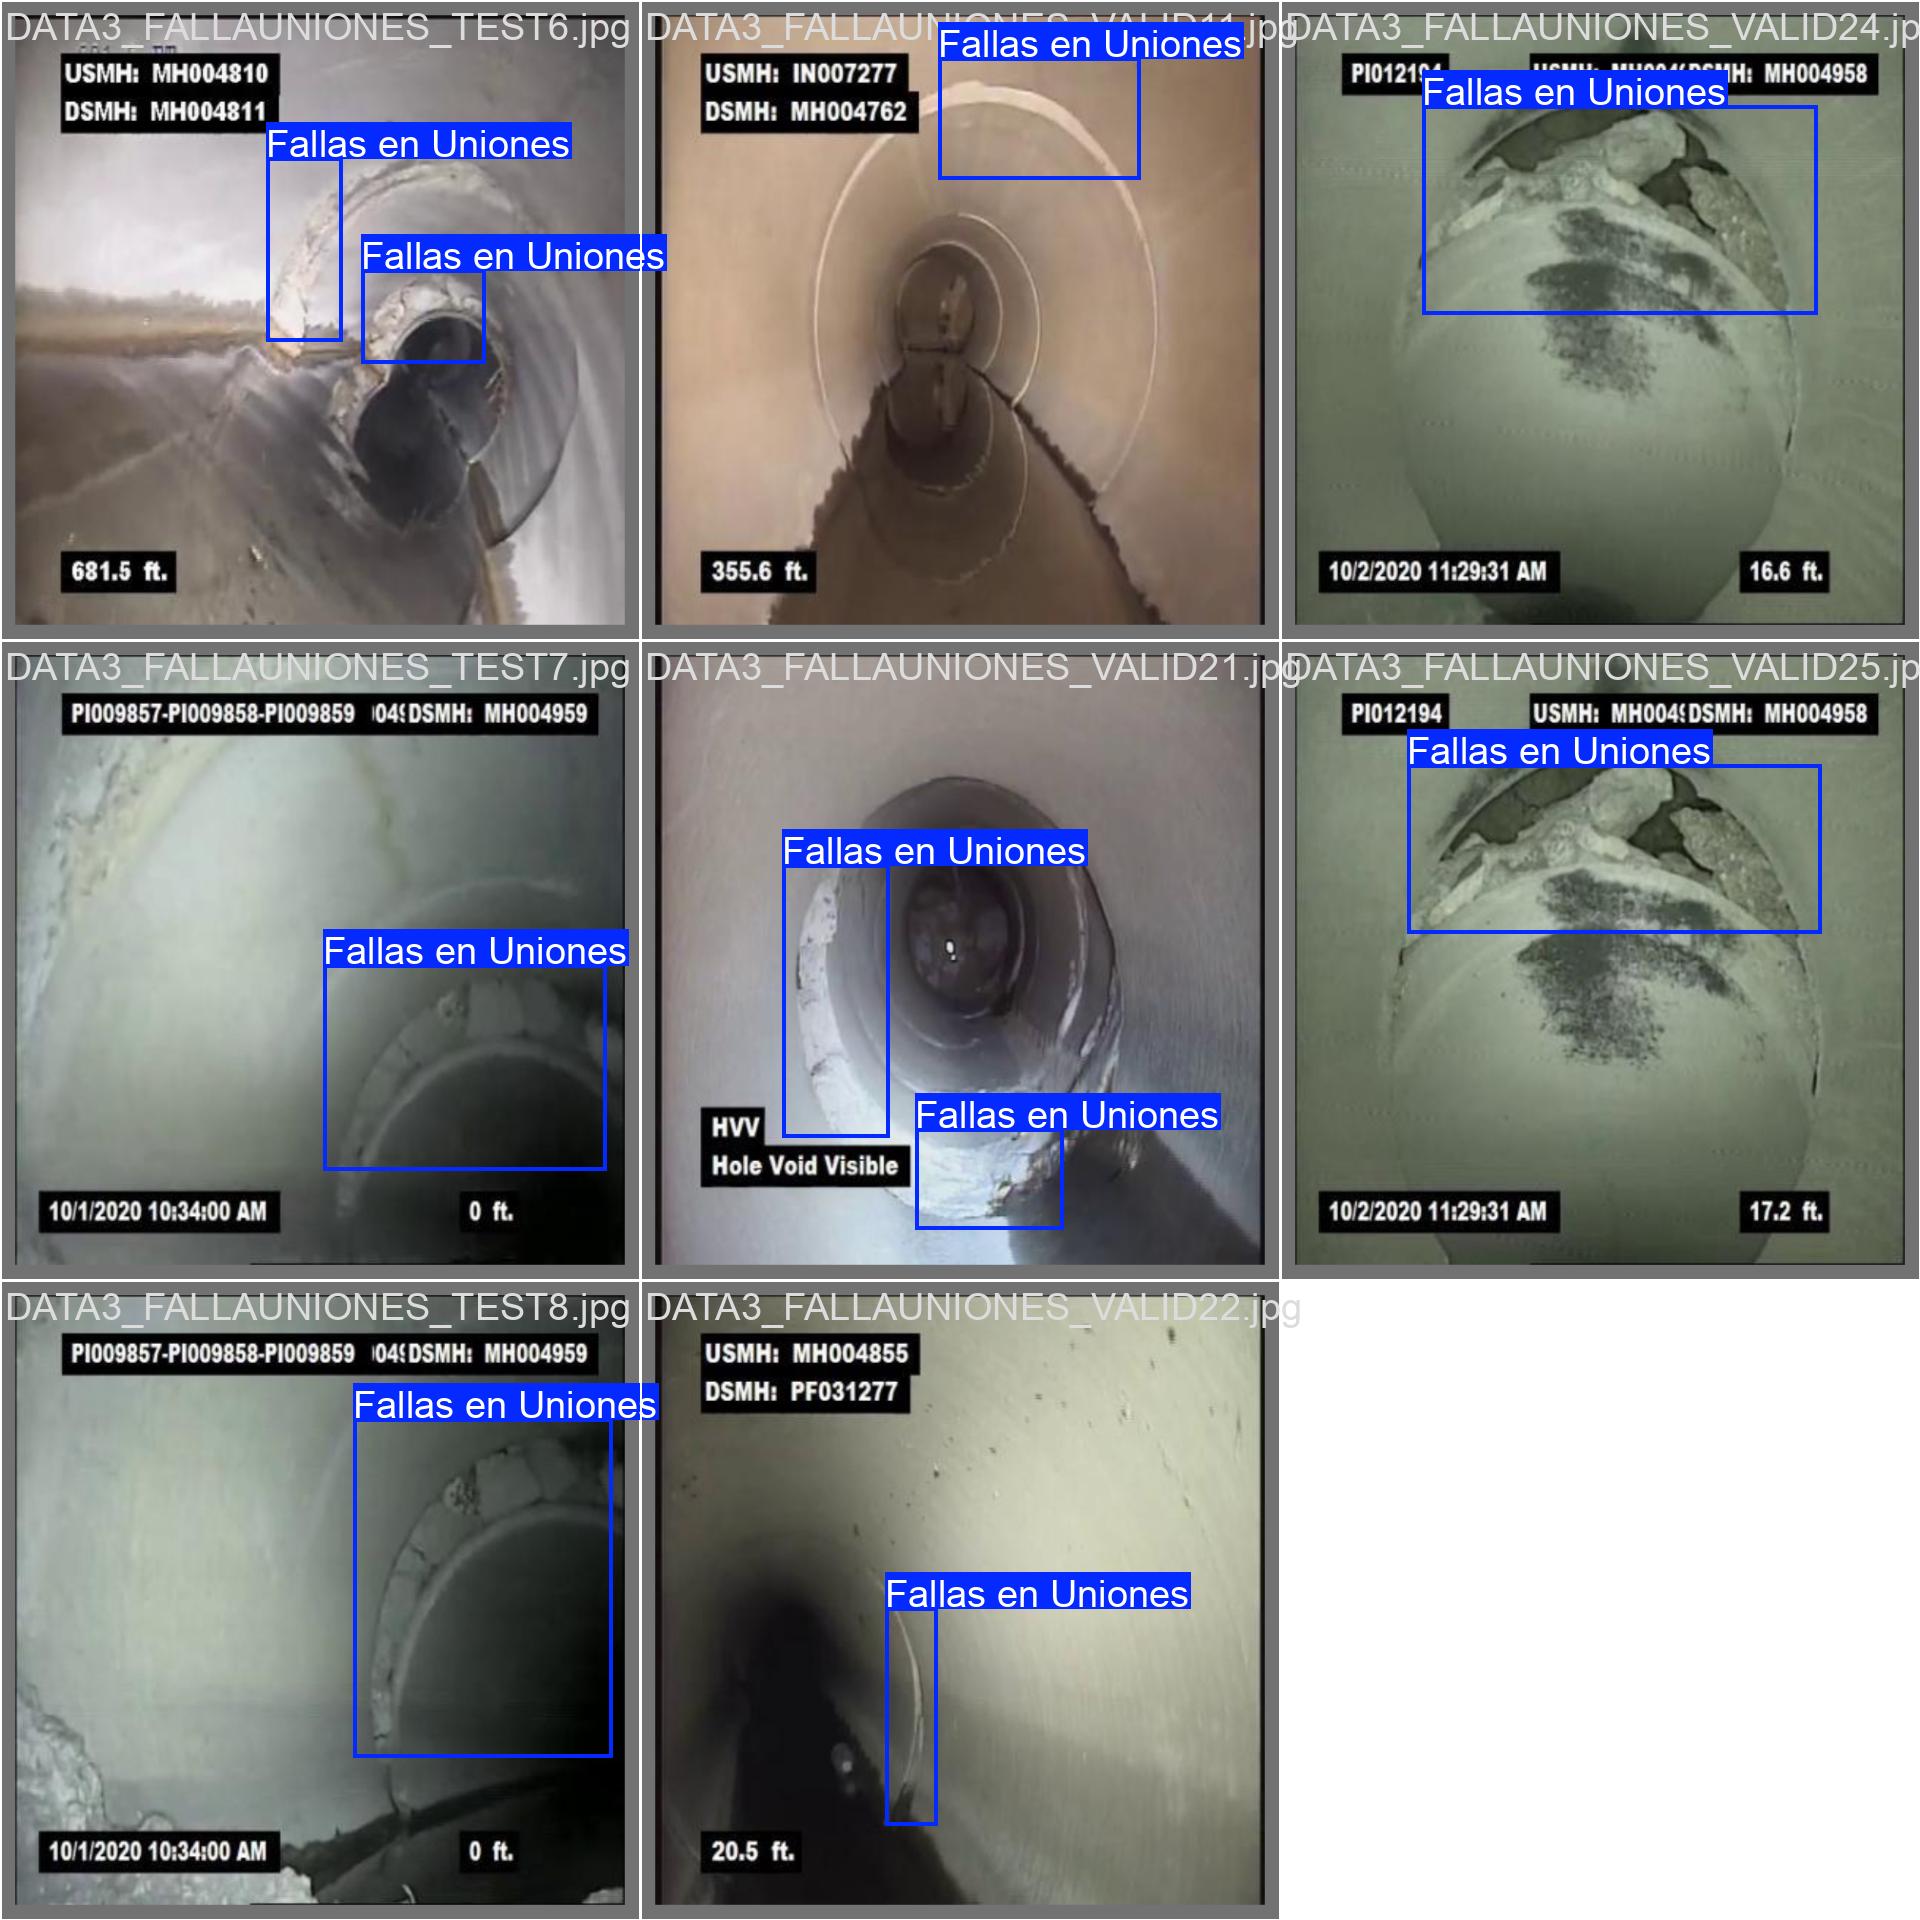 DATA3_FALLAUNIONES_TEST6.jpg
USMH: MH004810
DSMH: MH004811
Fallas en Uniones
Fallas en Uniones
681.5 ft.
Fallas en Uniones
USMH: IN007277
DSMH: MH004762
355.6 ft.
DATA3_FALLAUNIONES_VALID24.jp
DSMH: MH004958
Fallas en Uniones
10/2/2020 11:29:31 AM
16.6 ft.
DATA3_FALLAUNIONES_TEST7.jpg
PI009857-PI009858-PI009859 DSMH: MH004959
Fallas en Uniones
10/1/2020 10:34:00 AM
0 ft.
DATA3_FALLAUNIONES_VALID21.jpg
Fallas en Uniones
Fallas en Uniones
HVV
Hole Void Visible
DATA3_FALLAUNIONES_VALID25.jp
PI012194
USMH: MH004 DSMH: MH004958
Fallas en Uniones
10/2/2020 11:29:31 AM
17.2 ft.
DATA3_FALLAUNIONES_TEST8.jpg
PI009857-PI009858-PI009859 DSMH: MH004959
Fallas en Uniones
10/1/2020 10:34:00 AM
0 ft.
DATA3_FALLAUNIONES_VALID22.jpg
USMH: MH004855
DSMH: PF031277
Fallas en Uniones
20.5 ft.